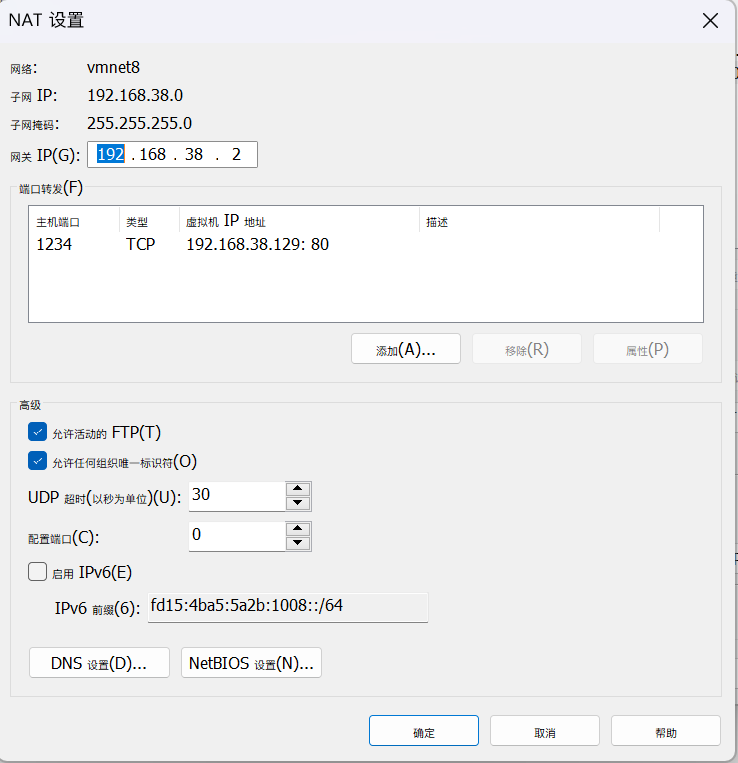 NAT 设置
网络: vmnet8
子网 IP: 192.168.38.0
子网掩码: 255.255.255.0
网关 IP(G): 192 . 168 . 38 . 2
端口转发(F)
主机端口 类型 虚拟机 IP 地址 描述
1234 TCP 192.168.38.129: 80
添加(A)... 移除(R) 属性(P)
高级
允许活动的 FTP(T)
允许任何组织唯一标识符(O)
UDP 超时(以秒为单位)(U): 30
配置端口(C): 0
启用 IPv6(E)
IPv6 前缀(6): fd15:4ba5:5a2b:1008::/64
DNS 设置(D)... NetBIOS 设置(N)...
确定 取消 帮助